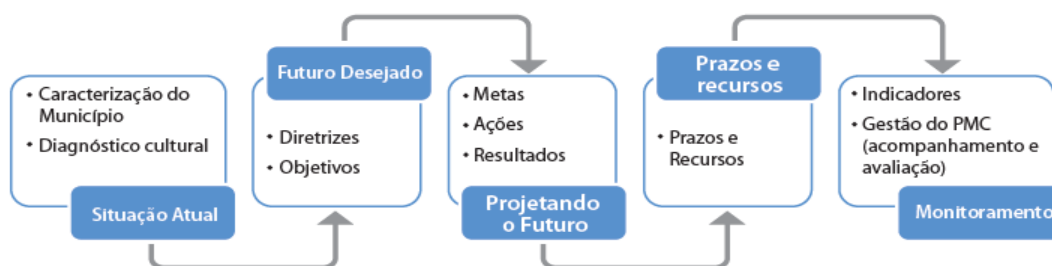 • Caracterização do
Município
• Diagnóstico cultural
Situação Atual
Futuro Desejado
• Diretrizes
• Objetivos
• Metas
• Ações
• Resultados
Projetando
o Futuro
Prazos e
recursos
• Prazos e
Recursos
• Indicadores
• Gestão do PMC
(acompanhamento e
avaliação)
Monitoramento